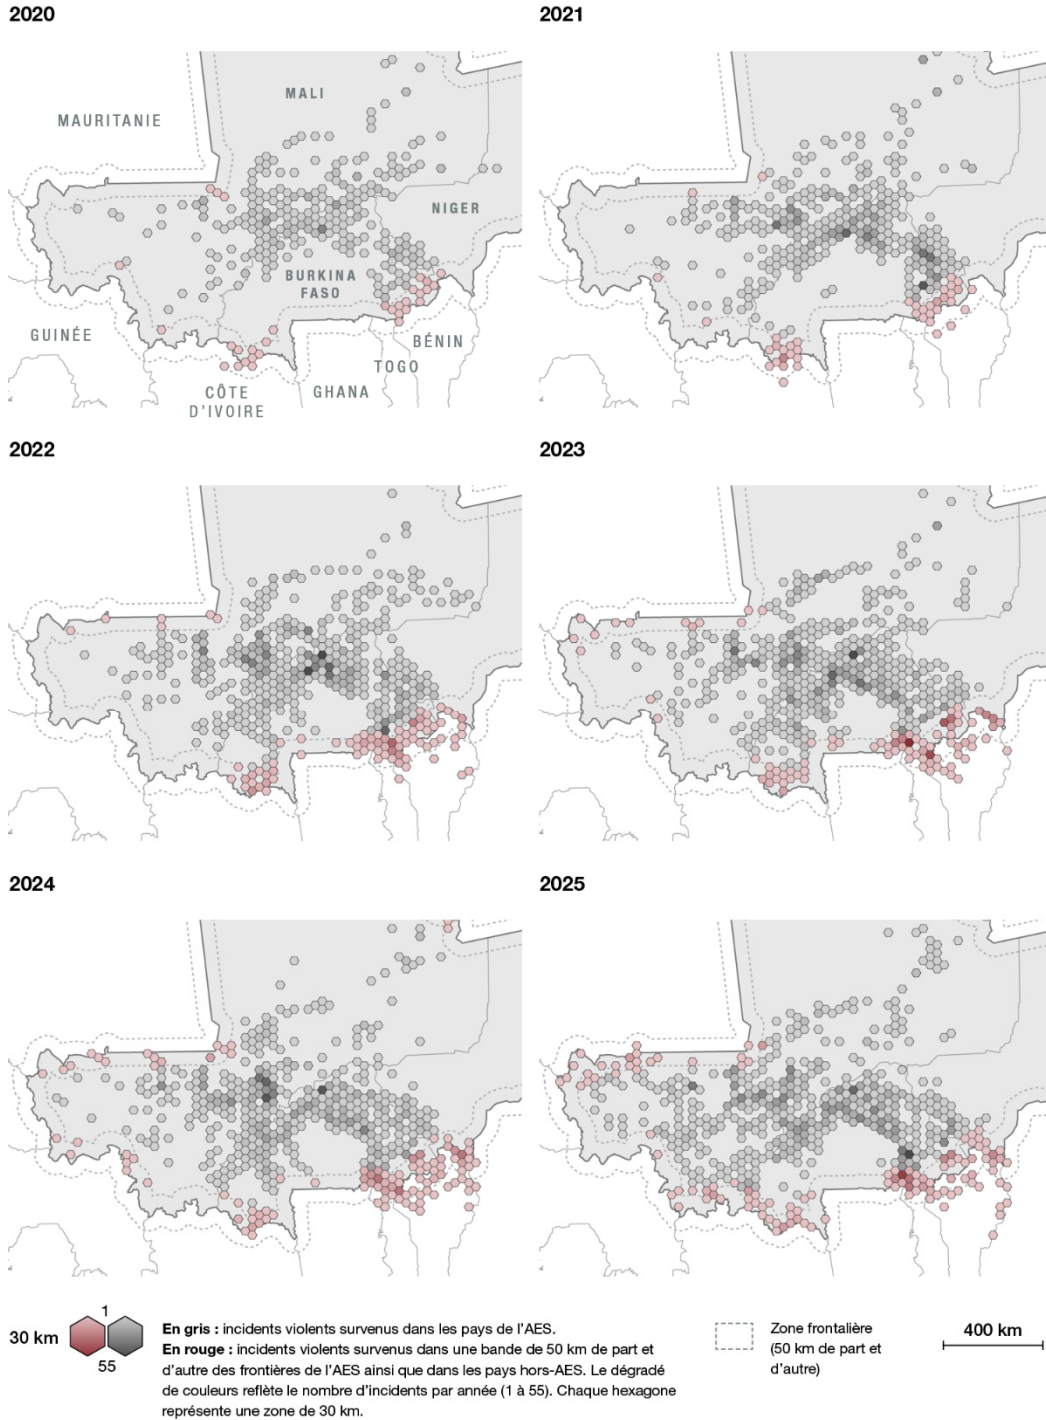 2020
2021
MALI
MAURITANIE
NIGER
BURKINA
FASO
GUINÉE
BÉNIN
TOGO
CÔTE
D'IVOIRE
GHANA
2022
2023
2024
2025
1
30 km
55
En gris : incidents violents survenus dans les pays de l'AES.
En rouge : incidents violents survenus dans une bande de 50 km de part et
d'autre des frontières de l'AES ainsi que dans les pays hors-AES. Le dégradé
de couleurs reflète le nombre d'incidents par année (1 à 55). Chaque hexagone
représente une zone de 30 km.
Zone frontalière
(50 km de part et
d'autre)
400 km